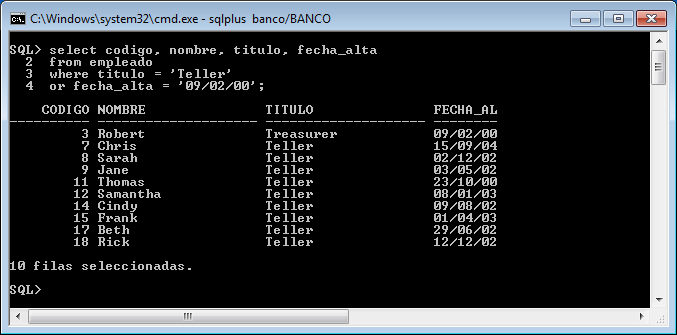 C:\Windows\system32\cmd.exe - sqlplus banco/BANCO
SQL> select codigo, nombre, titulo, fecha_alta
2 from empleado
3 where titulo = 'Teller'
4 or fecha_alta = '09/02/00';
CODIGO NOMBRE TITULO FECHA_AL
3 Robert Treasurer 09/02/00
7 Chris Teller 15/09/04
8 Sarah Teller 02/12/02
9 Jane Teller 03/05/02
11 Thomas Teller 23/10/00
12 Samantha Teller 08/01/03
14 Cindy Teller 09/08/02
15 Frank Teller 01/04/03
17 Beth Teller 29/06/02
18 Rick Teller 12/12/02
10 filas seleccionadas.
SQL>